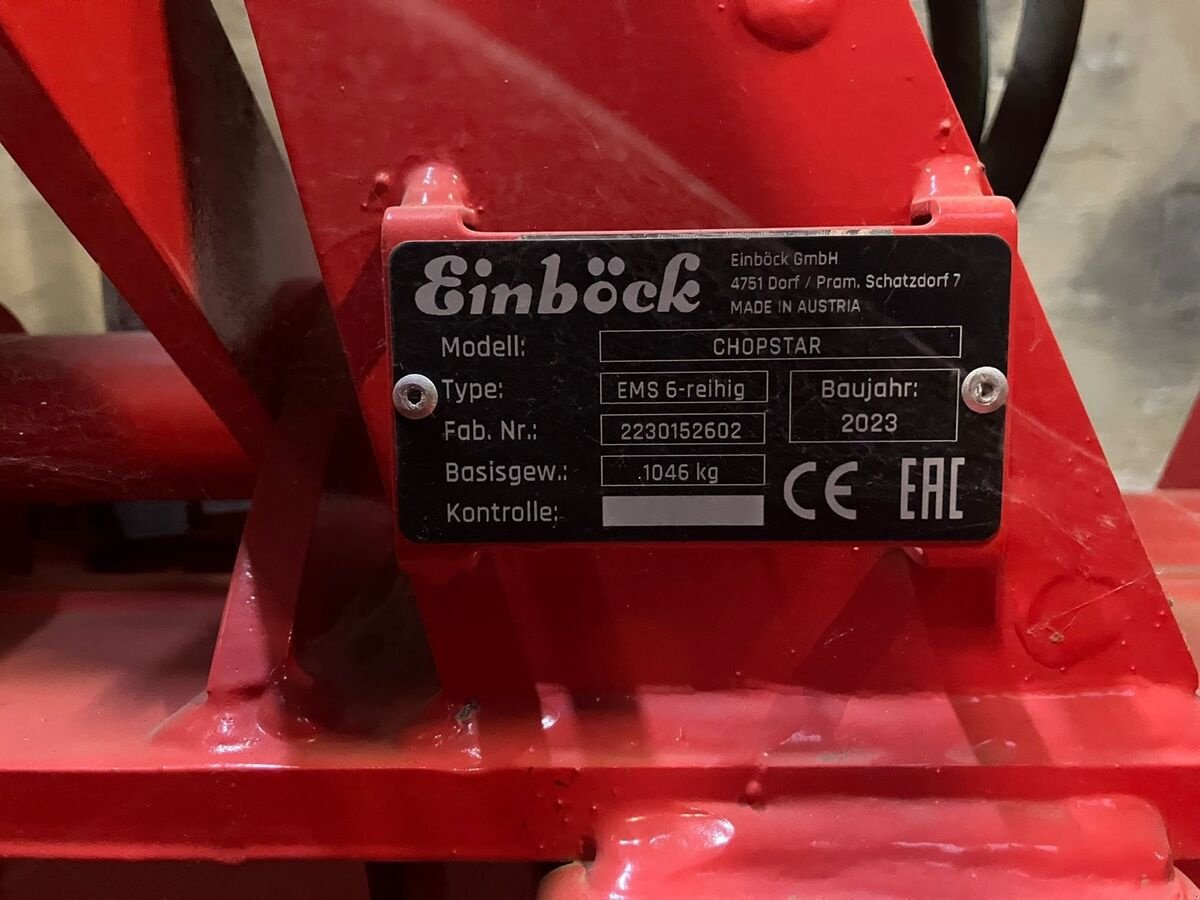 Einböck
Einböck GmbH
4751 Dorf / Pram, Schatzdorf 7
MADE IN AUSTRIA
Modell: CHOPSTAR
Type: EMS 6-reihig
Baujahr:
2023
Fab. Nr.: 2230152602
Basisgew.: 1046 kg
Kontrolle:
CE EAC